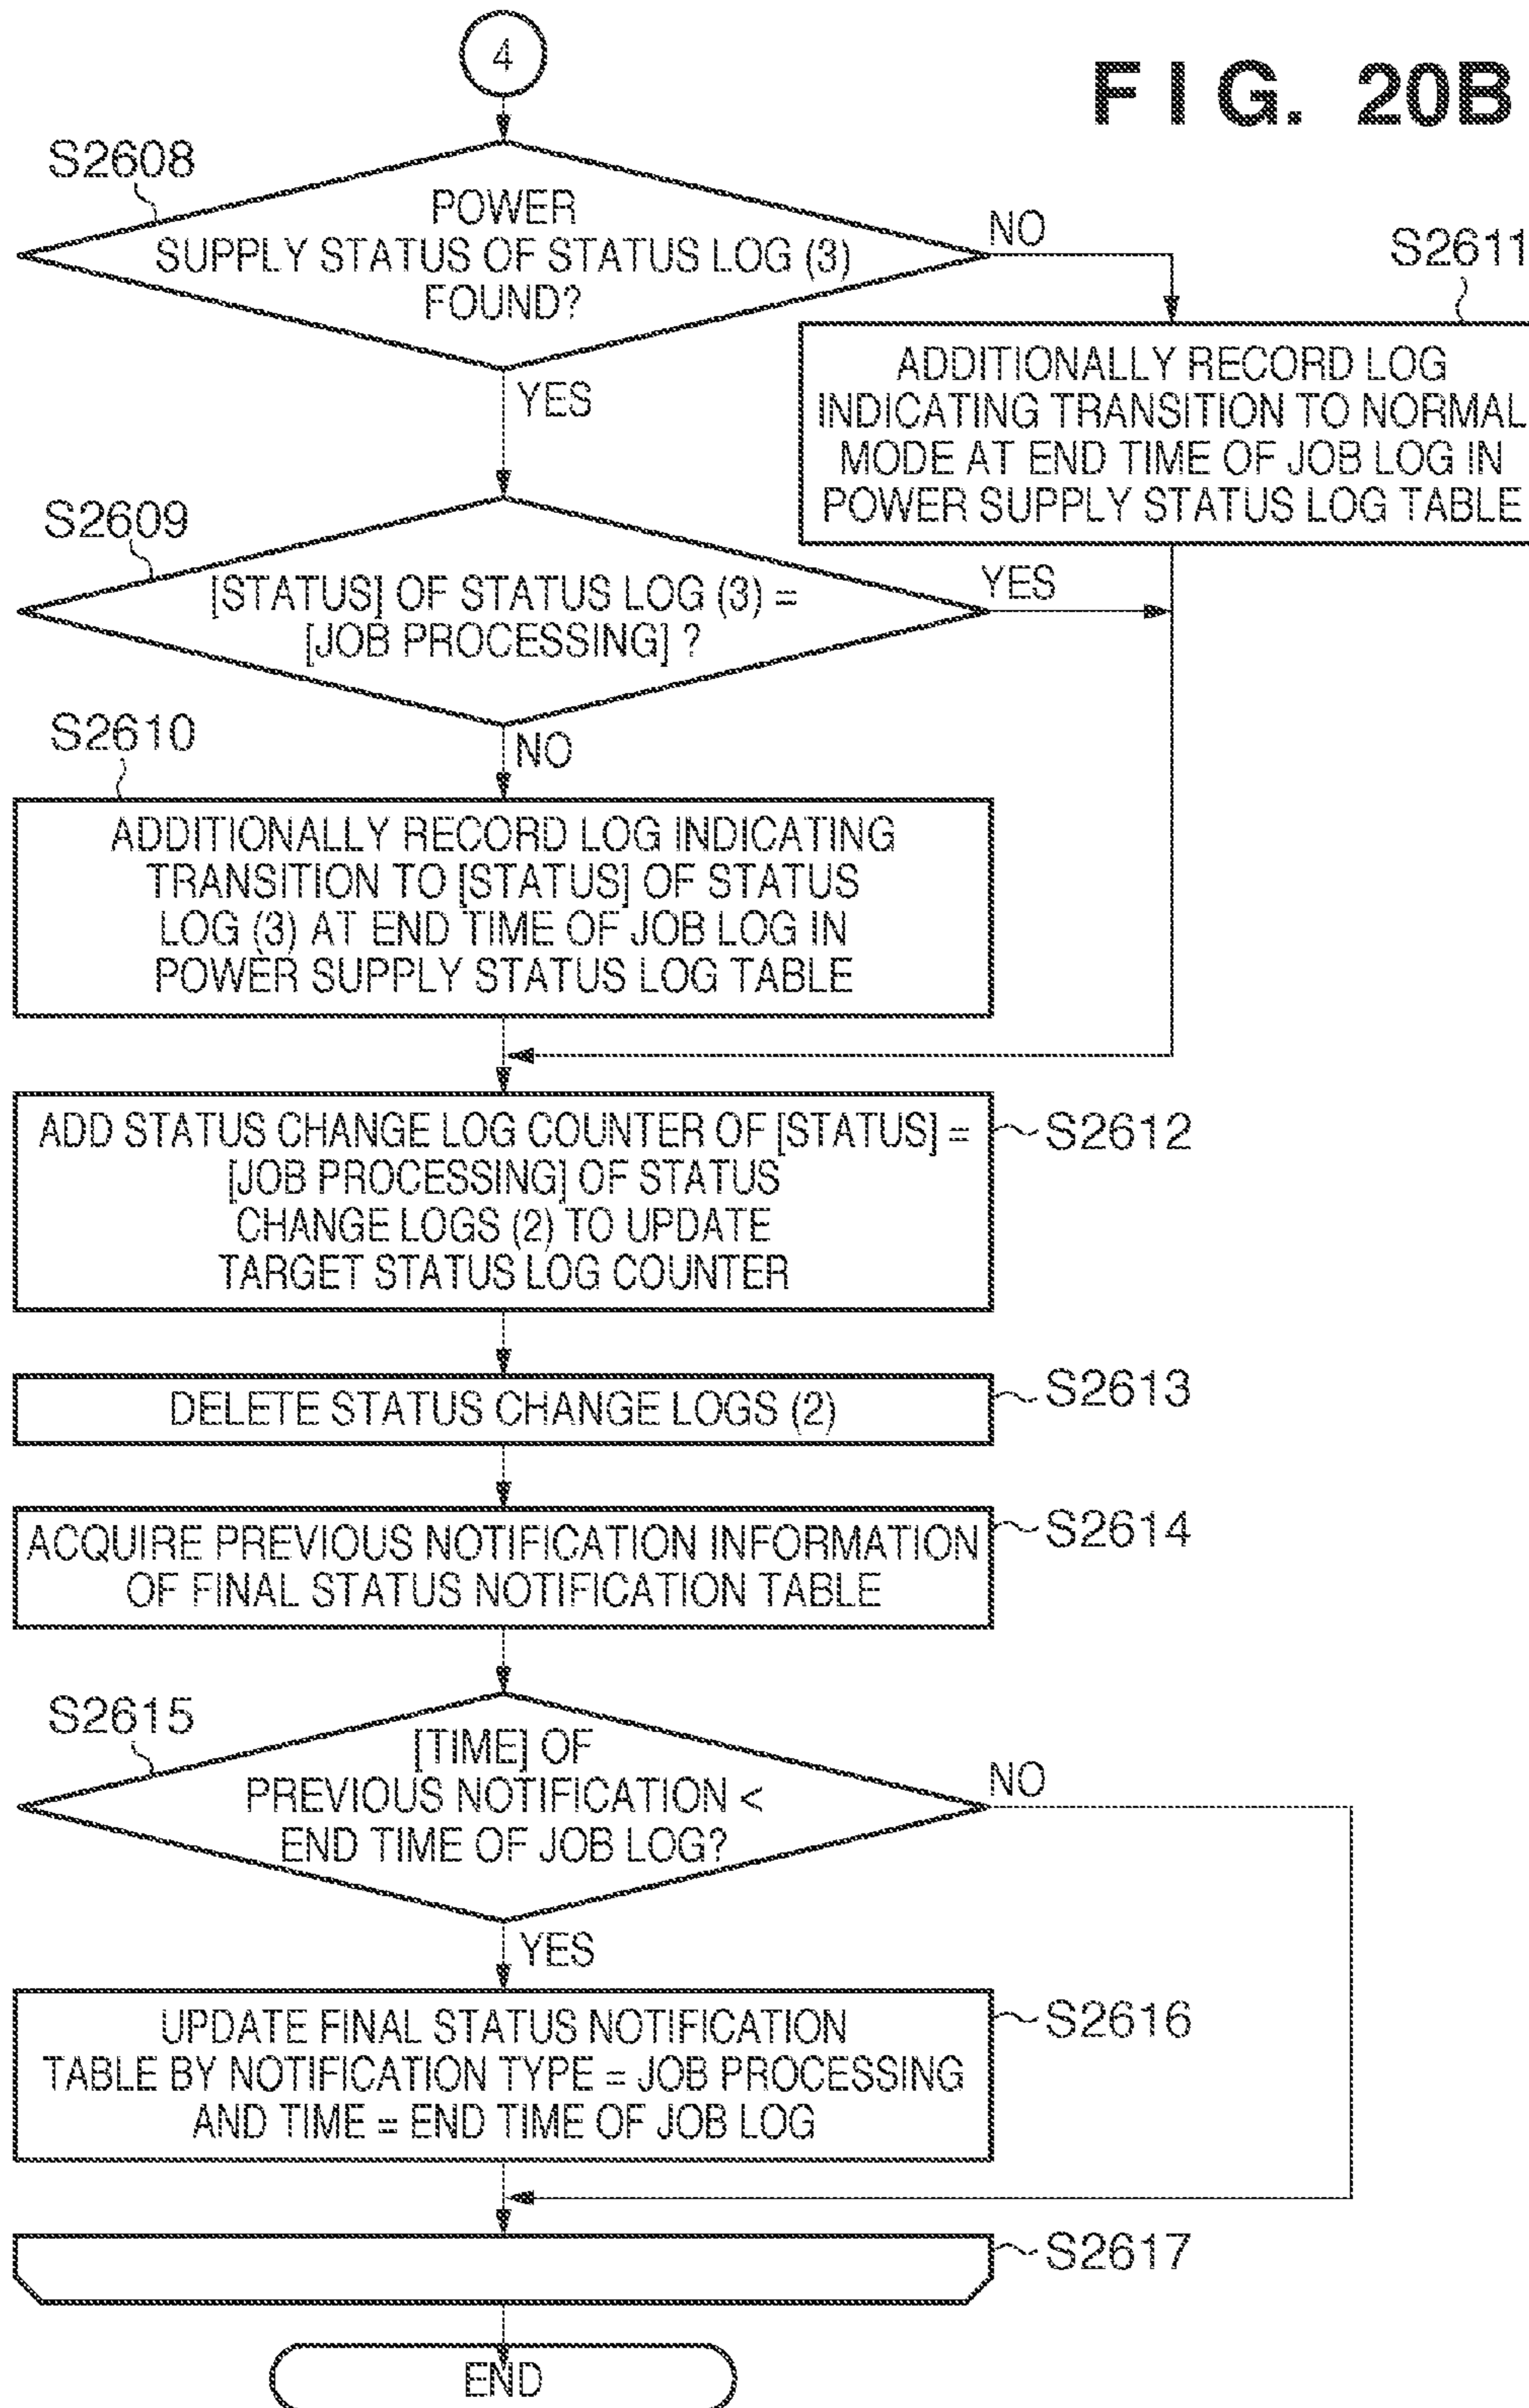 4
FIG. 20B
S2608
POWER
SUPPLY STATUS OF STATUS LOG (3)
FOUND?
NO
S2611
ADDITIONALLY RECORD LOG
INDICATING TRANSITION TO NORMAL
MODE AT END TIME OF JOB LOG IN
POWER SUPPLY STATUS LOG TABLE
YES
S2609
[STATUS] OF STATUS LOG (3) =
[JOB PROCESSING] ?
YES
NO
S2610
ADDITIONALLY RECORD LOG INDICATING
TRANSITION TO [STATUS] OF STATUS
LOG (3) AT END TIME OF JOB LOG IN
POWER SUPPLY STATUS LOG TABLE
ADD STATUS CHANGE LOG COUNTER OF [STATUS] =
[JOB PROCESSING] OF STATUS
CHANGE LOGS (2) TO UPDATE
TARGET STATUS LOG COUNTER
S2612
DELETE STATUS CHANGE LOGS (2)
S2613
ACQUIRE PREVIOUS NOTIFICATION INFORMATION
OF FINAL STATUS NOTIFICATION TABLE
S2614
S2615
[TIME] OF
PREVIOUS NOTIFICATION <
END TIME OF JOB LOG?
NO
YES
UPDATE FINAL STATUS NOTIFICATION
TABLE BY NOTIFICATION TYPE = JOB PROCESSING
AND TIME = END TIME OF JOB LOG
S2616
S2617
END